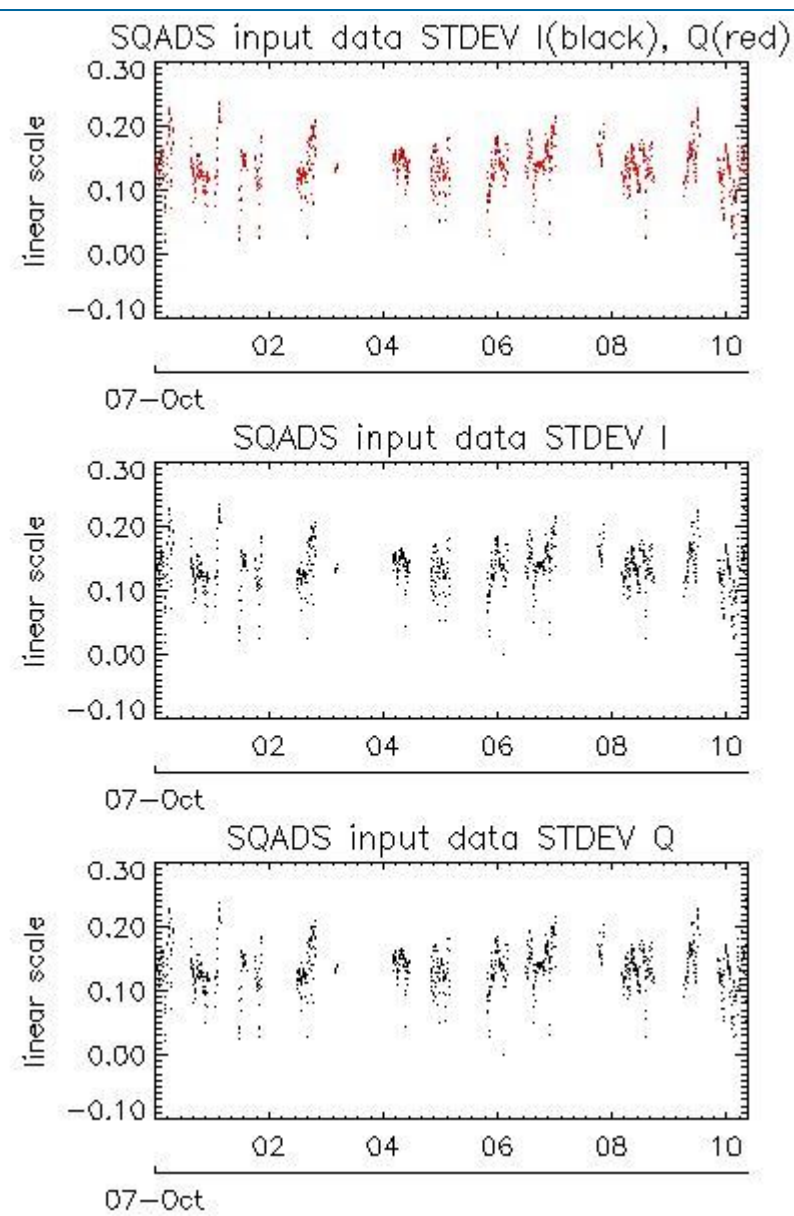 SQADS input data STDEV I(black), Q(red)
0.30
0.20
0.10
0.00
−0.10
linear scale
02 04 06 08 10
07−Oct
SQADS input data STDEV I
0.30
0.20
0.10
0.00
−0.10
linear scale
02 04 06 08 10
07−Oct
SQADS input data STDEV Q
0.30
0.20
0.10
0.00
−0.10
linear scale
02 04 06 08 10
07−Oct